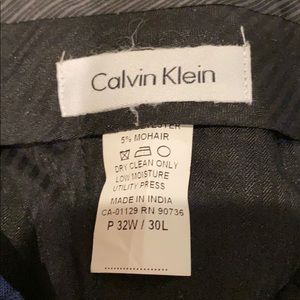 Calvin Klein
5% MOHAIR
DRY CLEAN ONLY
LOW MOISTURE
UTILITY PRESS
MADE IN INDIA
CA-01129 RN 90736
P 32W / 30L